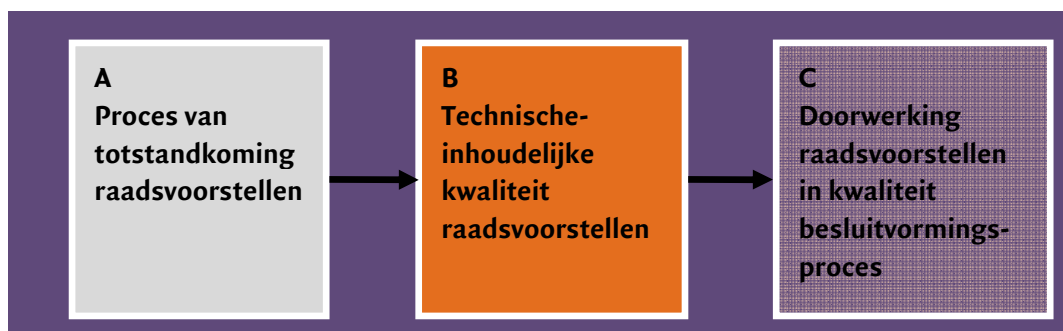 A
Proces van
totstandkoming
raadsvoorstellen
B
Technische-
inhoudelijke
kwaliteit
raadsvoorstellen
C
Doorwerking
raadsvoorstellen
in kwaliteit
besluitvormings-
proces